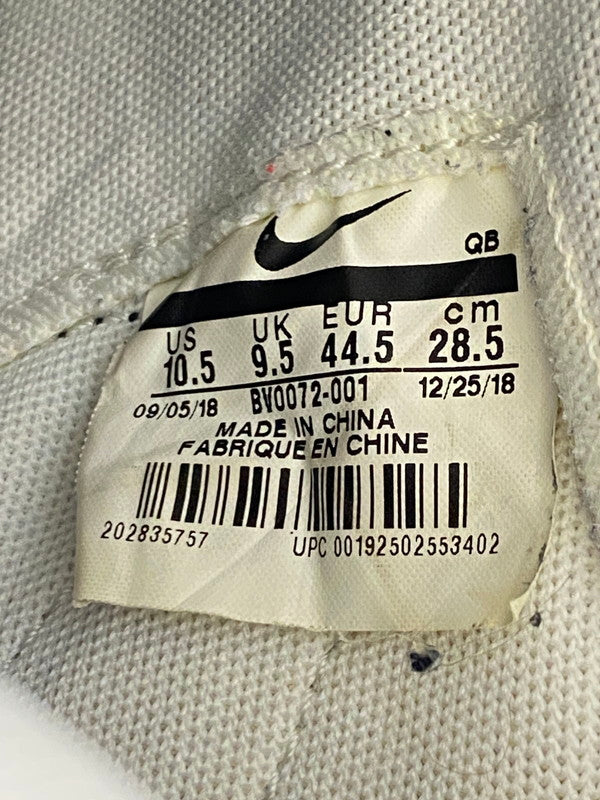 QB
US UK EUR cm
10.5 9.5 44.5 28.5
09/05/18 BV0072-001 12/25/18
MADE IN CHINA
FABRIQUE EN CHINE
202835757 UPC 00192502553402